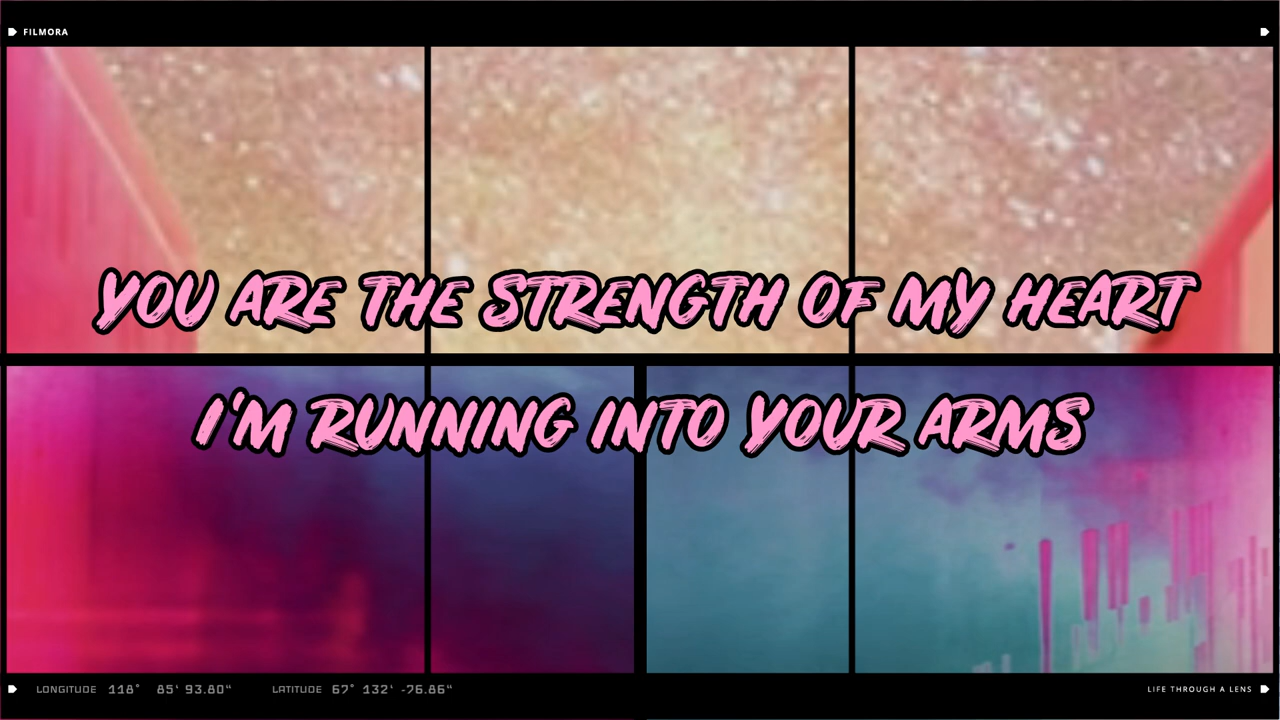 FILMORA
YOU ARE THE STRENGTH OF MY HEART
I'M RUNNING INTO YOUR ARMS
LONGITUDE 118° 85' 93.80" LATITUDE 67° 132' -76.86"
LIFE THROUGH A LENS